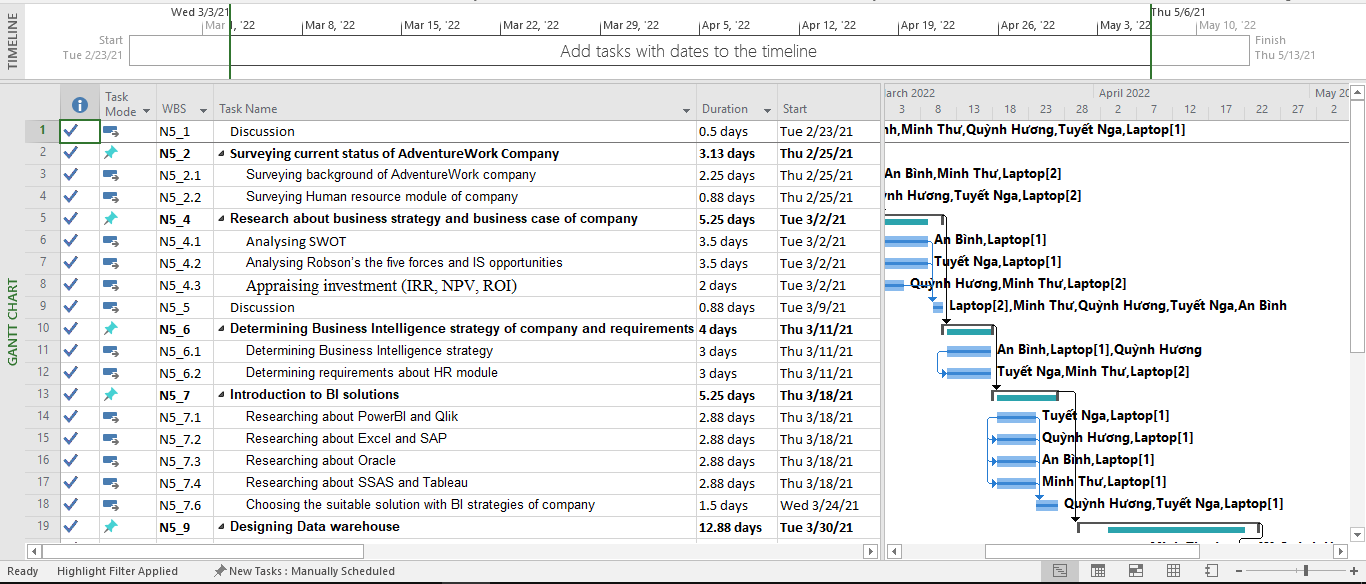 TIMELINE
Wed 3/3/21
Thu 5/6/21
Mar 1, '22 Mar 8, '22 Mar 15, '22 Mar 22, '22 Mar 29, '22 Apr 5, '22 Apr 12, '22 Apr 19, '22 Apr 26, '22 May 3, '22 May 10, '22
Start
Tue 2/23/21
Add tasks with dates to the timeline
Finish
Thu 5/13/21
GANTT CHART
Task Mode WBS Task Name Duration Start
arch 2022 April 2022 May 20
3 8 13 18 23 28 2 7 12 17 22 27 2
1 N5_1 Discussion 0.5 days Tue 2/23/21
2 N5_2 Surveying current status of AdventureWork Company 3.13 days Thu 2/25/21
3 N5_2.1 Surveying background of AdventureWork company 2.25 days Thu 2/25/21
4 N5_2.2 Surveying Human resource module of company 0.88 days Thu 2/25/21
5 N5_4 Research about business strategy and business case of company 5.25 days Tue 3/2/21
6 N5_4.1 Analysing SWOT 3.5 days Tue 3/2/21
7 N5_4.2 Analysing Robson's the five forces and IS opportunities 3.5 days Tue 3/2/21
8 N5_4.3 Appraising investment (IRR, NPV, ROI) 2 days Tue 3/2/21
9 N5_5 Discussion 0.88 days Tue 3/9/21
10 N5_6 Determining Business Intelligence strategy of company and requirements 4 days Thu 3/11/21
11 N5_6.1 Determining Business Intelligence strategy 3 days Thu 3/11/21
12 N5_6.2 Determining requirements about HR module 3 days Thu 3/11/21
13 N5_7 Introduction to BI solutions 5.25 days Thu 3/18/21
14 N5_7.1 Researching about PowerBI and Qlik 2.88 days Thu 3/18/21
15 N5_7.2 Researching about Excel and SAP 2.88 days Thu 3/18/21
16 N5_7.3 Researching about Oracle 2.88 days Thu 3/18/21
17 N5_7.4 Researching about SSAS and Tableau 2.88 days Thu 3/18/21
18 N5_7.6 Choosing the suitable solution with BI strategies of company 1.5 days Wed 3/24/21
19 N5_9 Designing Data warehouse 12.88 days Tue 3/30/21
nh,Minh Thư,Quỳnh Hương,Tuyết Nga,Laptop[1]
An Bình,Minh Thư,Laptop[2]
ỳnh Hương,Tuyết Nga,Laptop[2]
An Bình,Laptop[1]
Tuyết Nga,Laptop[1]
Quỳnh Hương,Minh Thư,Laptop[2]
Laptop[2],Minh Thư,Quỳnh Hương,Tuyết Nga,An Bình
An Bình,Laptop[1],Quỳnh Hương
Tuyết Nga,Minh Thư,Laptop[2]
Tuyết Nga,Laptop[1]
Quỳnh Hương,Laptop[1]
An Bình,Laptop[1]
Minh Thư,Laptop[1]
Quỳnh Hương,Tuyết Nga,Laptop[1]
Ready Highlight Filter Applied New Tasks : Manually Scheduled